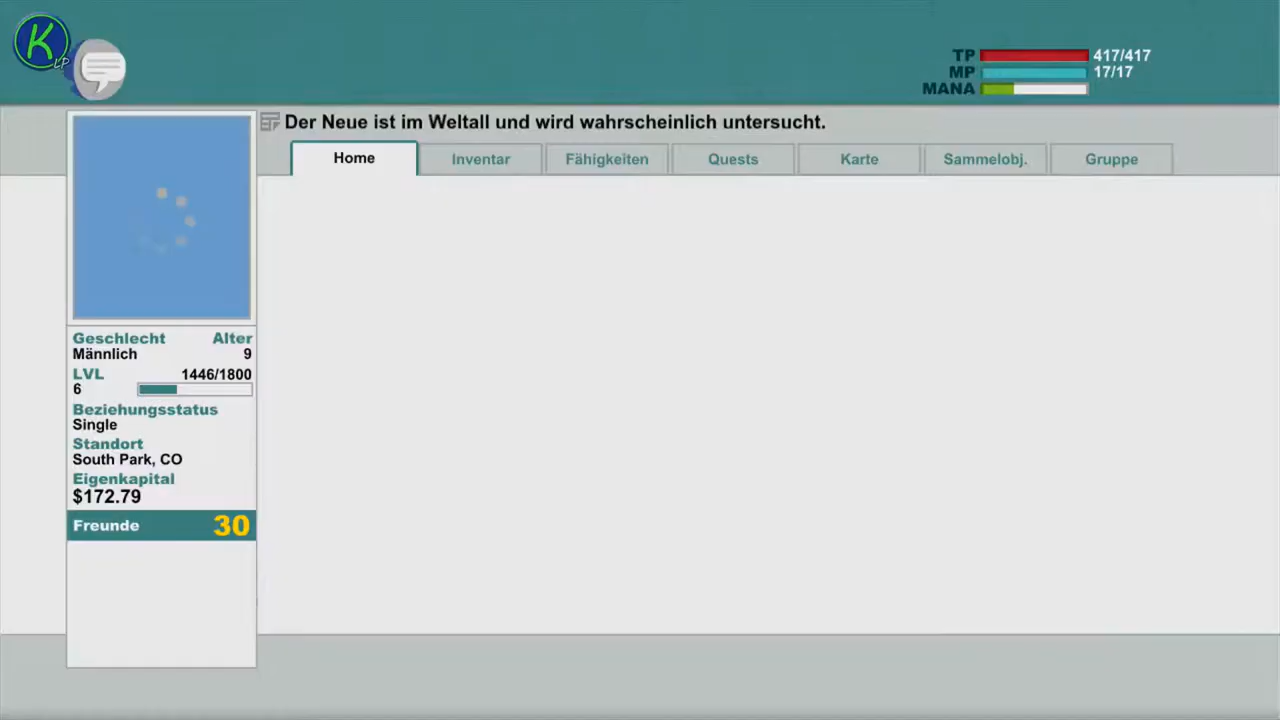 K
LP
TP 417/417
MP 17/17
MANA
Der Neue ist im Weltall und wird wahrscheinlich untersucht.
Home Inventar Fähigkeiten Quests Karte Sammelobj. Gruppe
Geschlecht Alter
Männlich 9
LVL 1446/1800
6
Beziehungsstatus
Single
Standort
South Park, CO
Eigenkapital
$172.79
Freunde 30